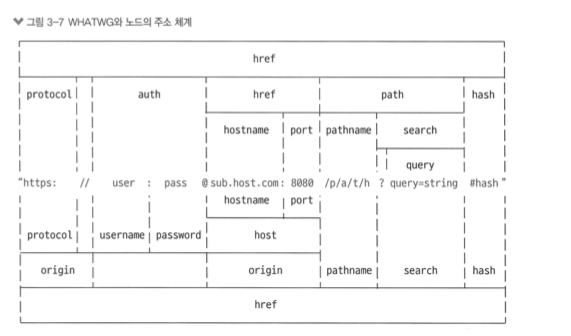 그림 3-7 WHATWG와 노드의 주소 체계
href
protocol auth href path hash
hostname port pathname search
query
"https: // user : pass @ sub.host.com: 8080 /p/a/t/h ? query=string #hash"
hostname port
protocol username password host
origin origin pathname search hash
href